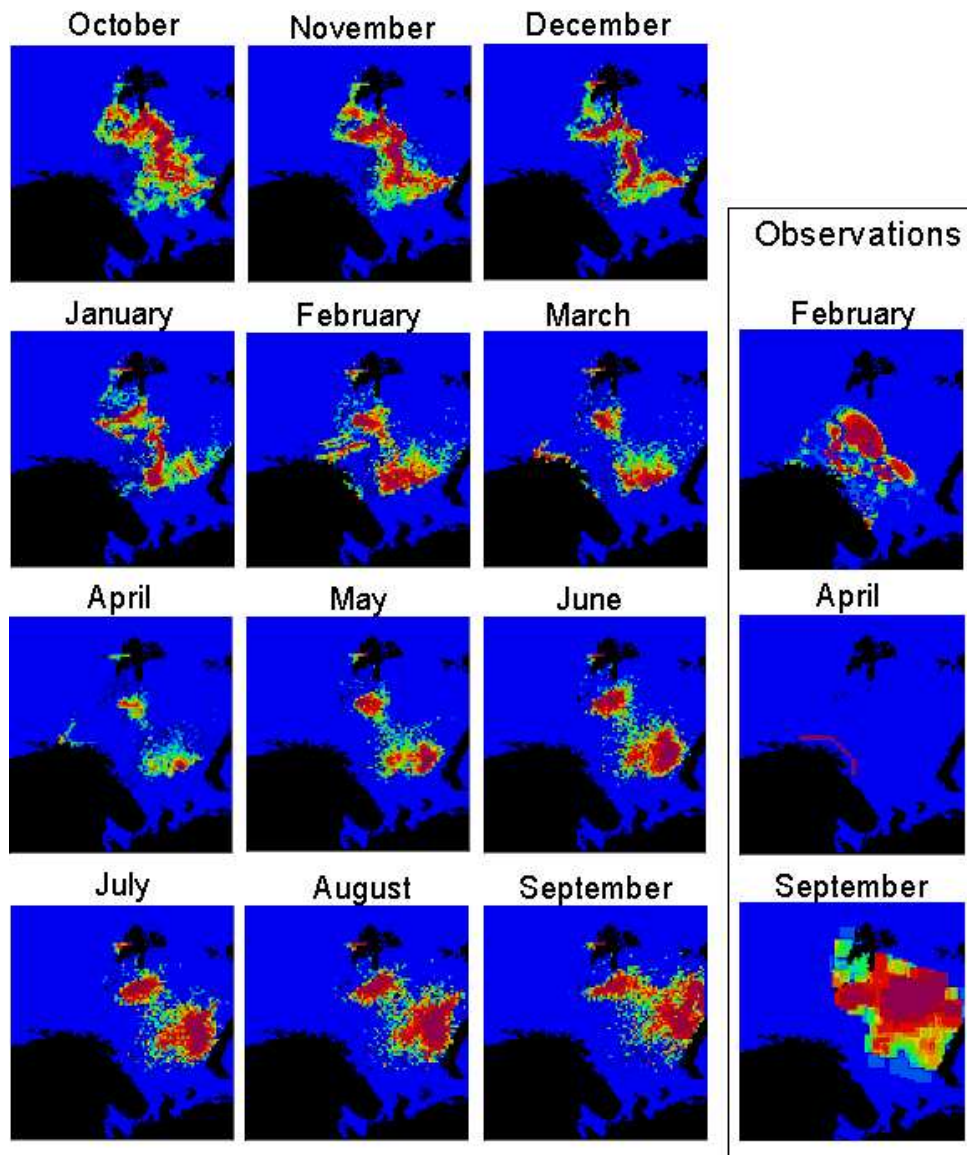 October
November
December
Observations
January
February
March
February
April
May
June
April
July
August
September
September